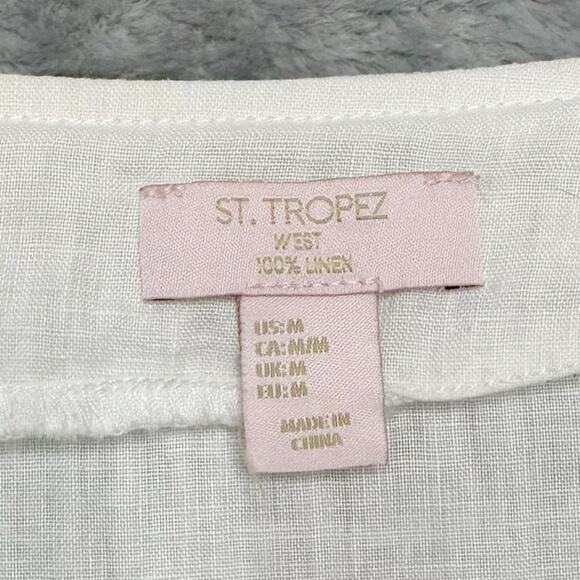 ST. TROPEZ
WEST
100% LINEN
US:M
CA:M/M
UK:M
EU:M
MADE IN
CHINA